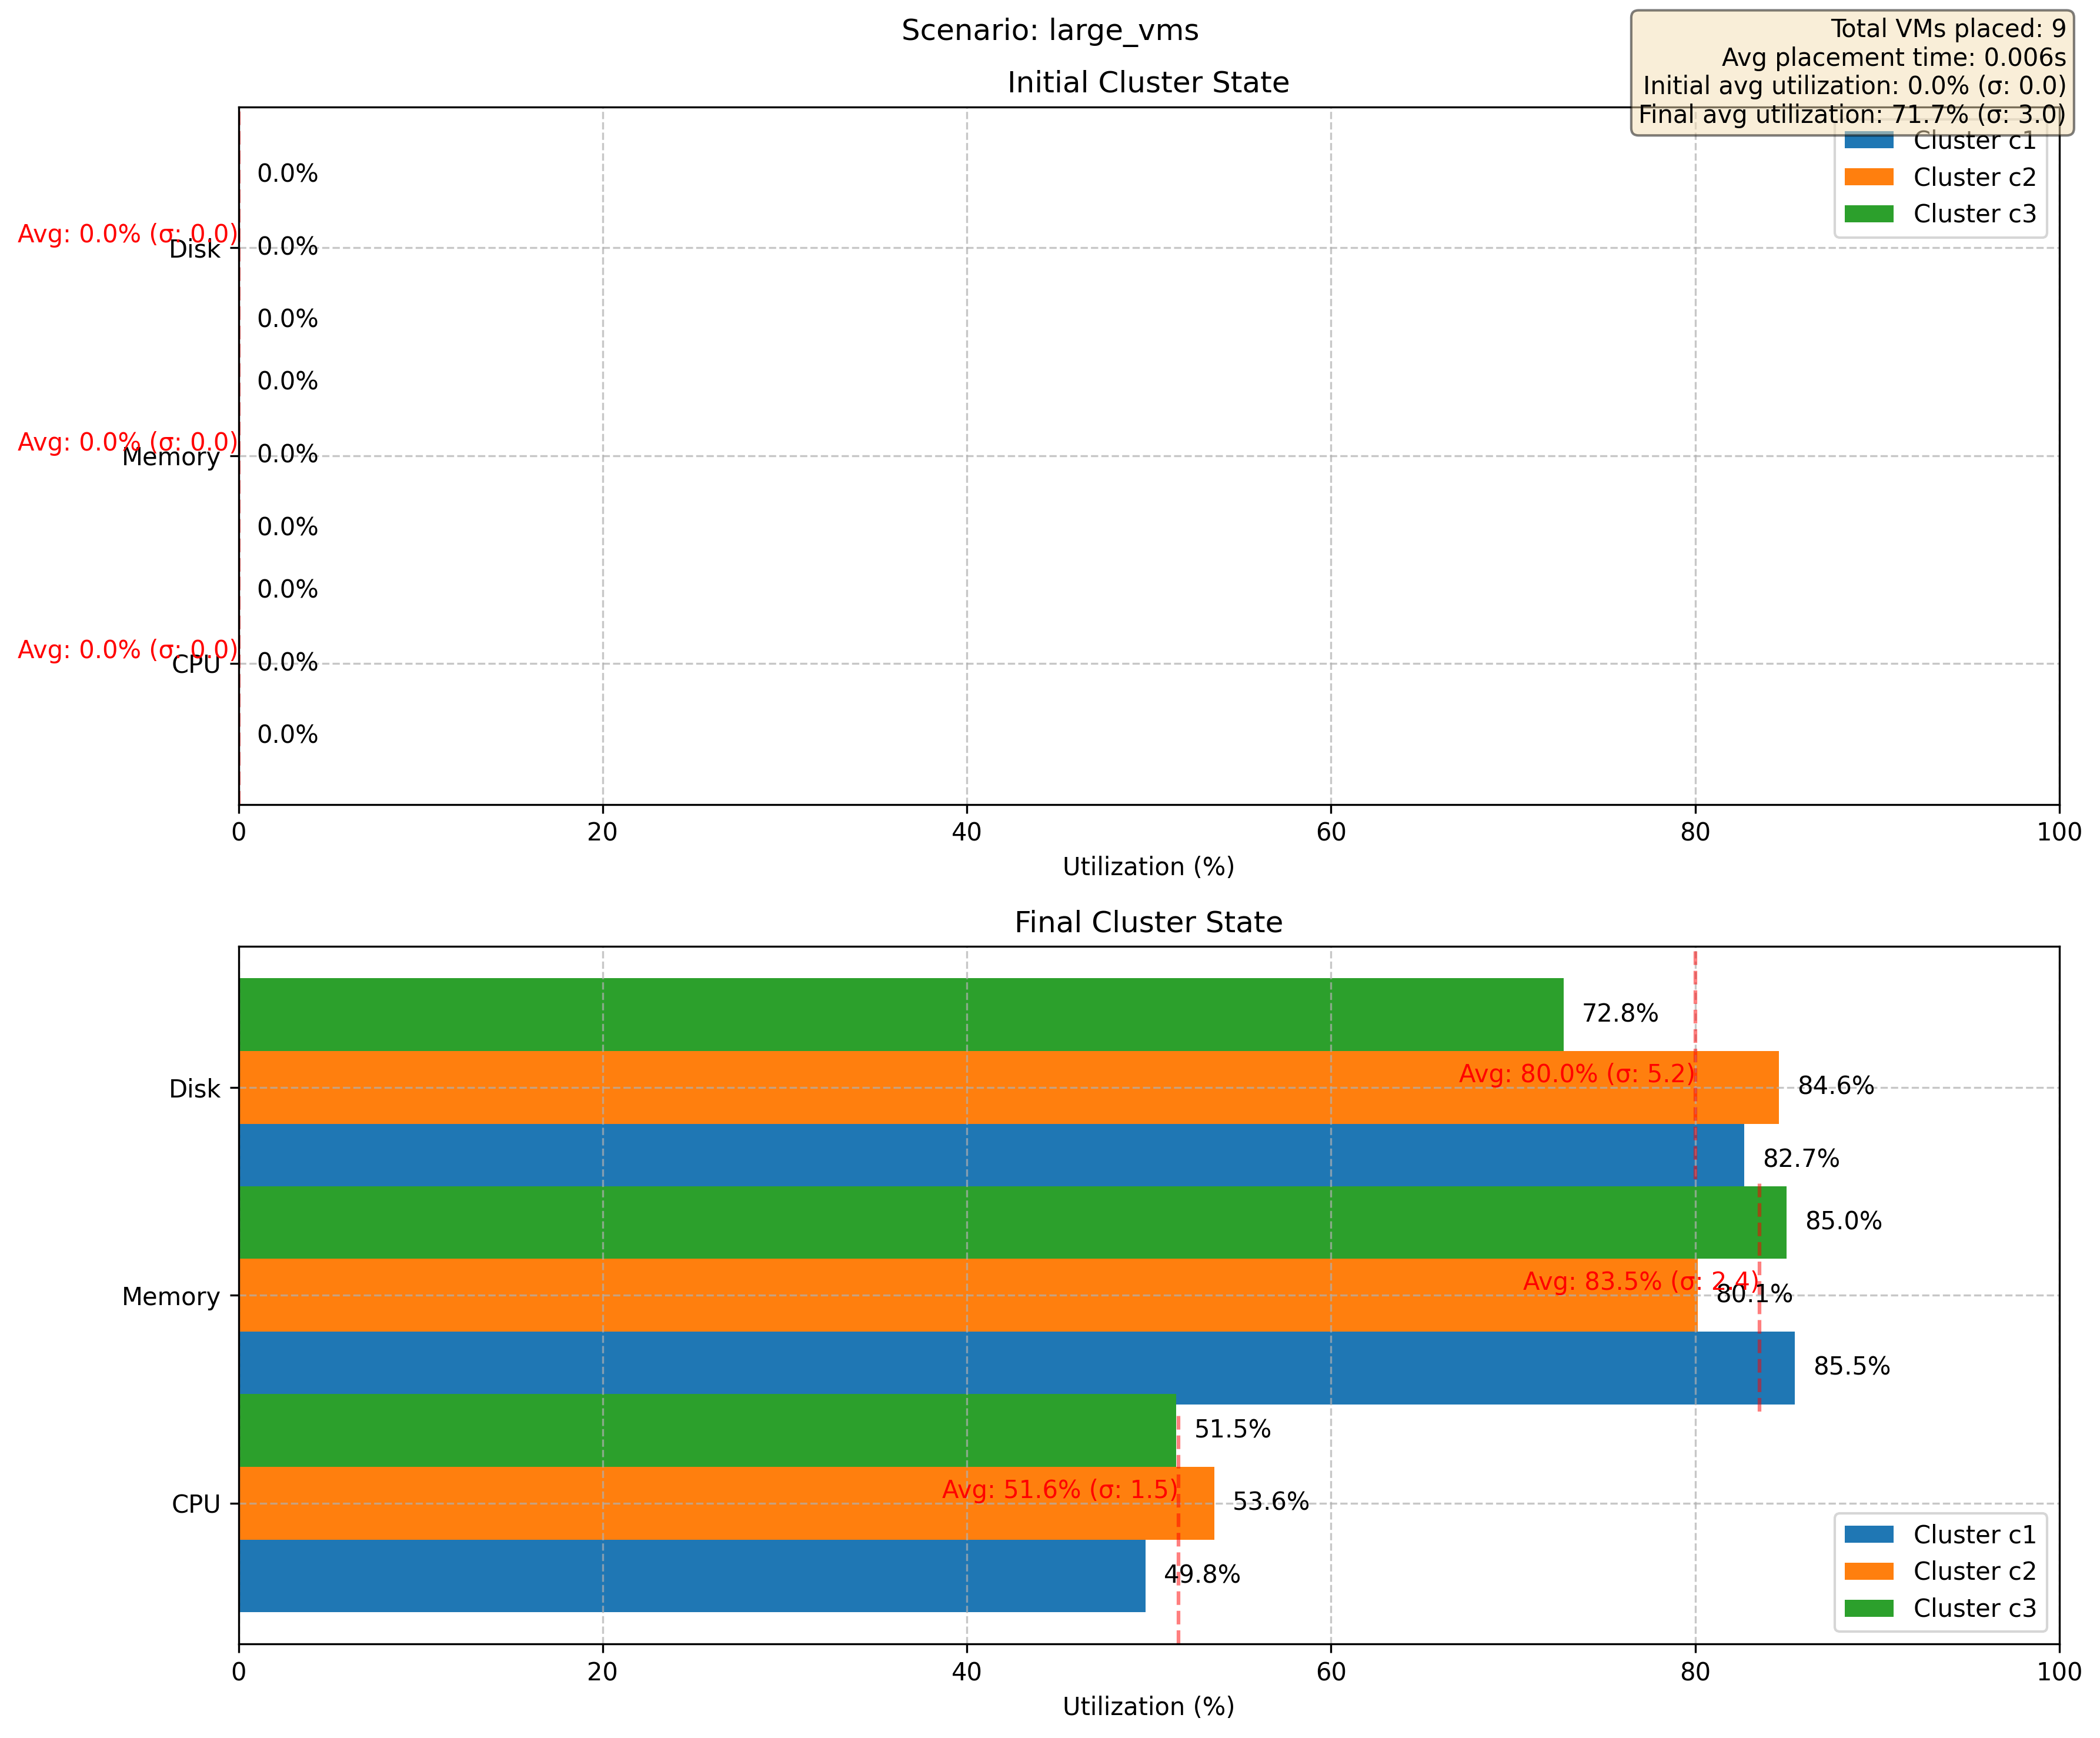 Scenario: large_vms
Total VMs placed: 9
Avg placement time: 0.006s
Initial avg utilization: 0.0% (σ: 0.0)
Final avg utilization: 71.7% (σ: 3.0)
Initial Cluster State
Cluster c1
Cluster c2
Cluster c3
0.0%
Avg: 0.0% (σ: 0.0)
Disk
0.0%
0.0%
0.0%
Avg: 0.0% (σ: 0.0)
Memory
0.0%
0.0%
0.0%
Avg: 0.0% (σ: 0.0)
CPU
0.0%
0.0%
0 20 40 60 80 100
Utilization (%)
Final Cluster State
72.8%
Avg: 80.0% (σ: 5.2)
Disk
84.6%
82.7%
85.0%
Avg: 83.5% (σ: 2.4)
Memory
80.1%
85.5%
51.5%
Avg: 51.6% (σ: 1.5)
CPU
53.6%
49.8%
Cluster c1
Cluster c2
Cluster c3
0 20 40 60 80 100
Utilization (%)